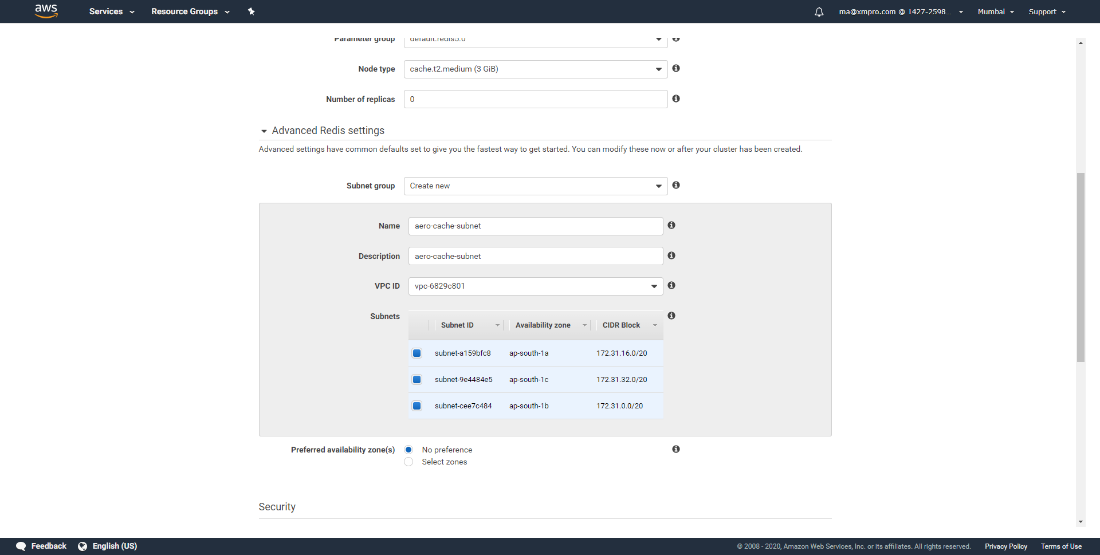 aws
Services
Resource Groups
ma@xmpro.com @ 1427-2598
Mumbai
Support
Parameter group
default.redis5.0
Node type
cache.t2.medium (3 GiB)
Number of replicas
0
Advanced Redis settings
Advanced settings have common defaults set to give you the fastest way to get started. You can modify these now or after your cluster has been created.
Subnet group
Create new
Name
aero-cache-subnet
Description
aero-cache-subnet
VPC ID
vpc-6829c801
Subnets
Subnet ID Availability zone CIDR Block
subnet-a159bfc8 ap-south-1a 172.31.16.0/20
subnet-9e4484e5 ap-south-1c 172.31.32.0/20
subnet-cee7c484 ap-south-1b 172.31.0.0/20
Preferred availability zone(s)
No preference
Select zones
Security
Feedback
English (US)
© 2008 - 2020, Amazon Web Services, Inc. or its affiliates. All rights reserved.
Privacy Policy
Terms of Use